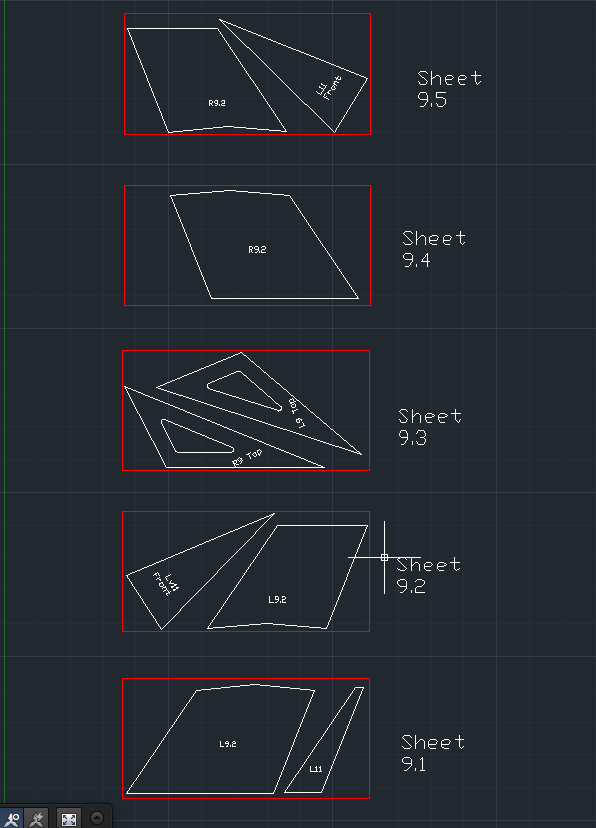 R9.2
L11
Front
Sheet
9.5
R9.2
Sheet
9.4
L9 Top
R9 Top
Sheet
9.3
Lv11
Front
L9.2
Sheet
9.2
L9.2
L11
Sheet
9.1